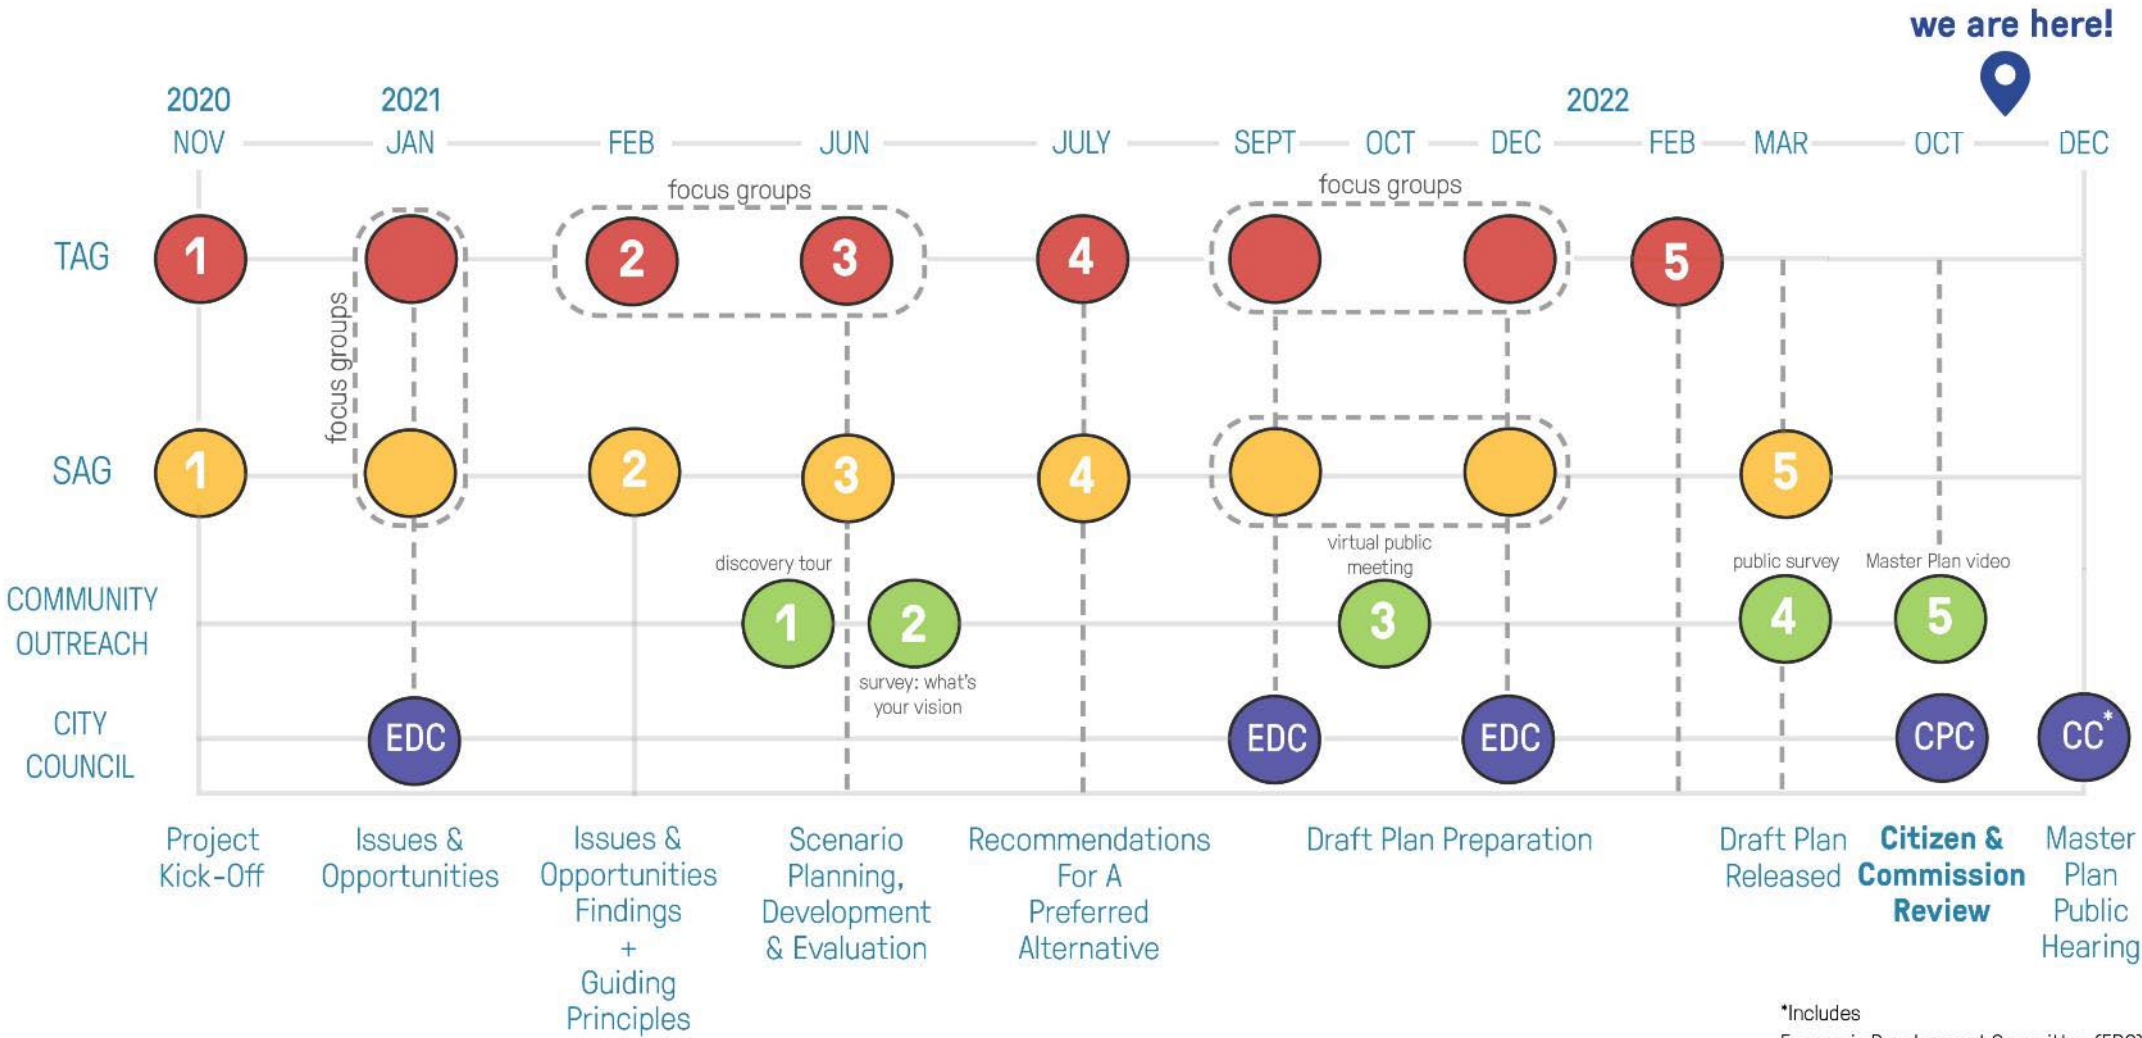 we are here!
2020 2021 2022
NOV JAN FEB JUN JULY SEPT OCT DEC FEB MAR OCT DEC
focus groups
focus groups
TAG 1 2 3 4 5
focus groups
SAG 1 2 3 4 5
virtual public
meeting
discovery tour
public survey
Master Plan video
COMMUNITY
OUTREACH
1 2 3 4 5
survey: what's
your vision
CITY
COUNCIL
EDC EDC EDC CPC CC*
Project
Kick-Off
Issues &
Opportunities
Issues &
Opportunities
Findings
+
Guiding
Principles
Scenario
Planning,
Development
& Evaluation
Recommendations
For A
Preferred
Alternative
Draft Plan Preparation
Draft Plan
Released
Citizen &
Commission
Review
Master
Plan
Public
Hearing
*Includes